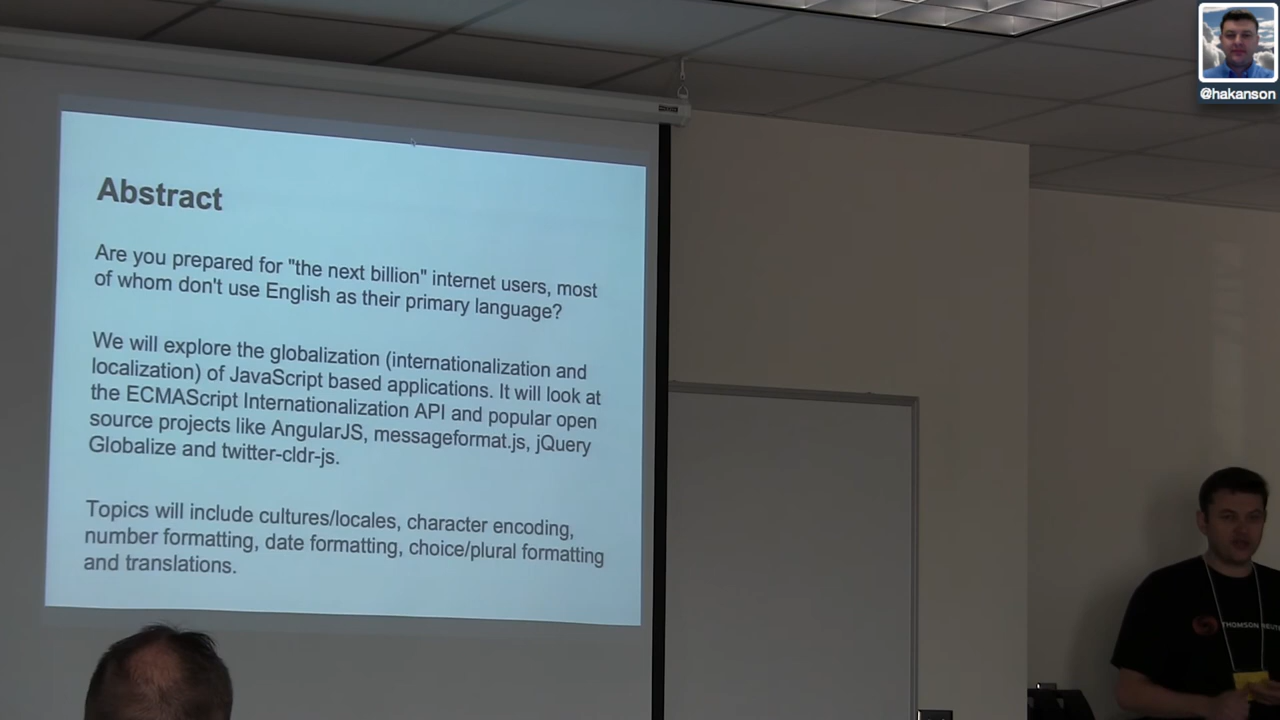 @hakanson
Abstract
Are you prepared for "the next billion" internet users, most
of whom don't use English as their primary language?
We will explore the globalization (internationalization and
localization) of JavaScript based applications. It will look at
the ECMAScript Internationalization API and popular open
source projects like AngularJS, messageformat.js, jQuery
Globalize and twitter-cldr-js.
Topics will include cultures/locales, character encoding,
number formatting, date formatting, choice/plural formatting
and translations.
THOMSON